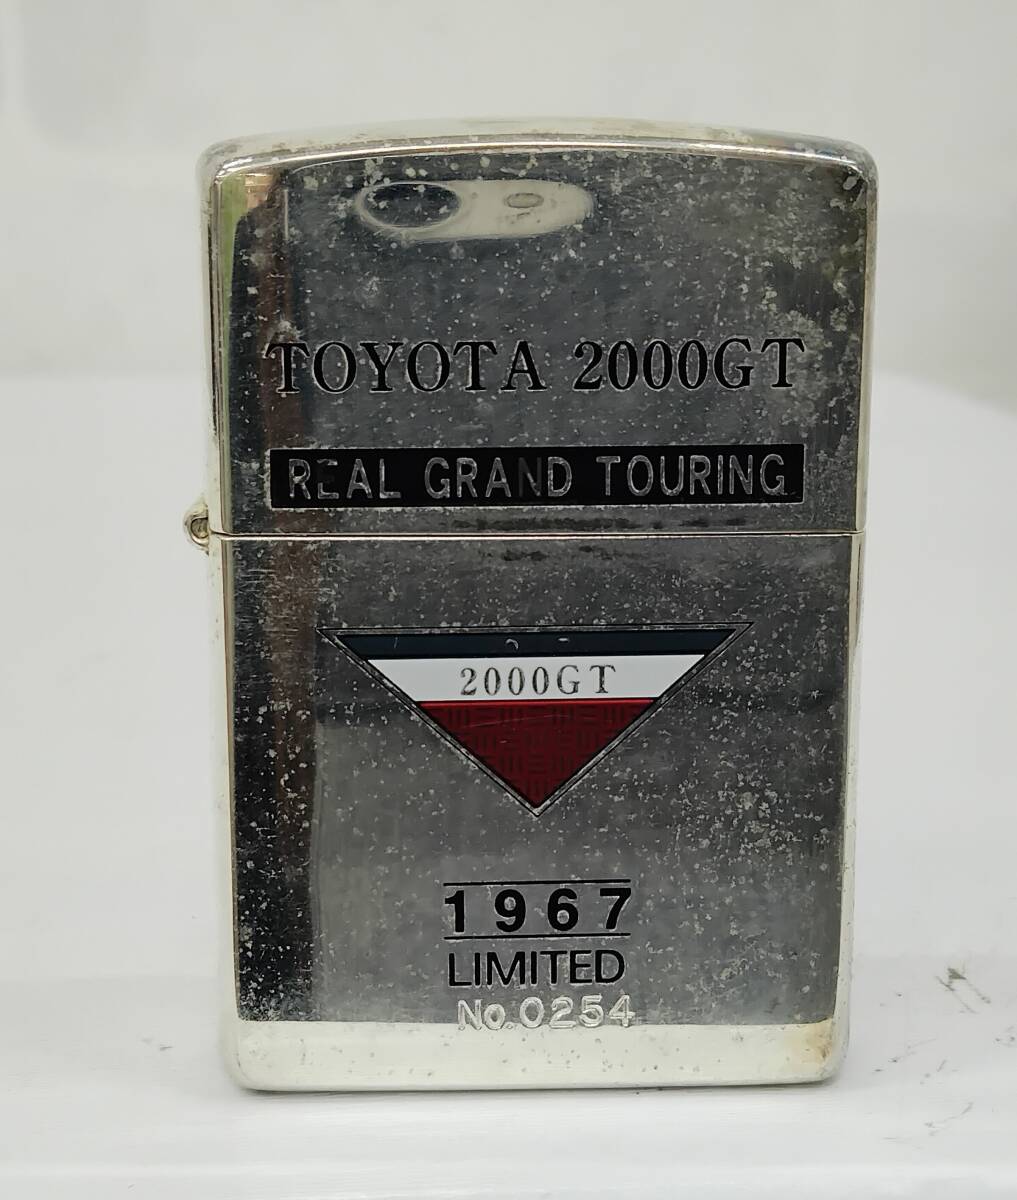 TOYOTA 2000GT
REAL GRAND TOURING
2000GT
1967
LIMITED
No.0254